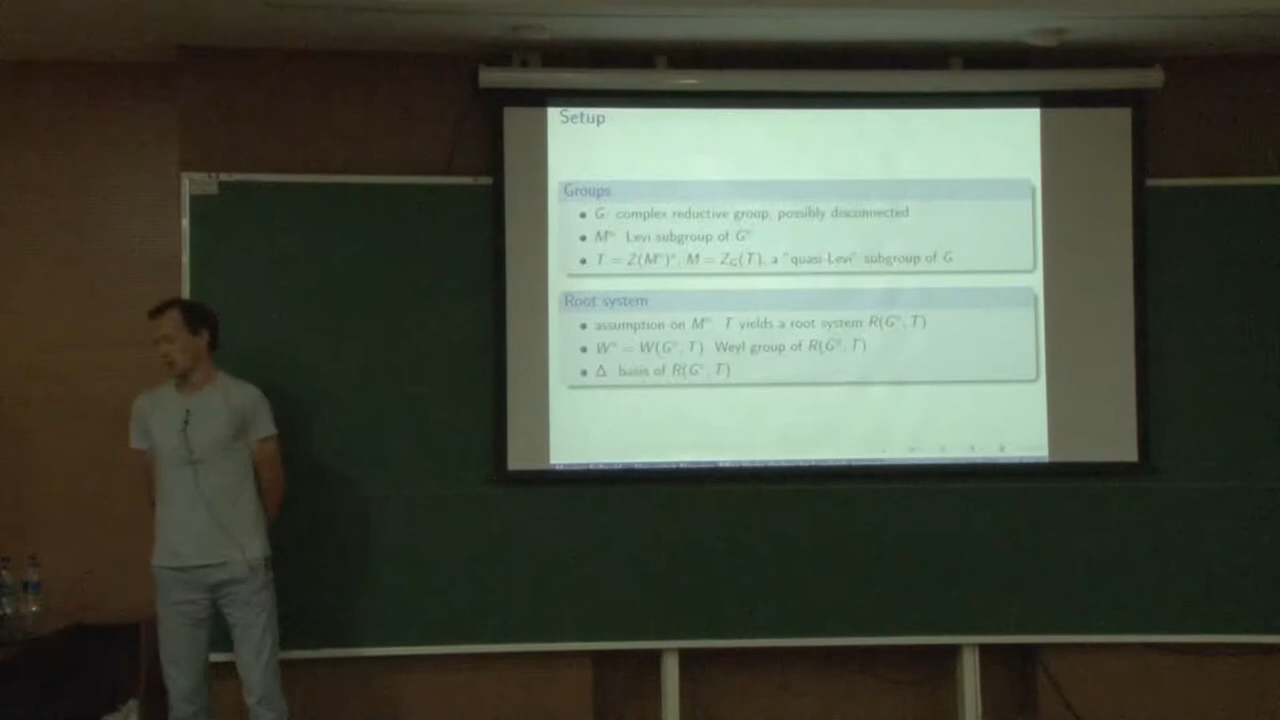 Setup
Groups
• G complex reductive group, possibly disconnected
• M° Levi subgroup of G°
• T = Z(M°)°, M = Z_G(T), a "quasi-Levi" subgroup of G
Root system
• assumption on M°: T yields a root system R(G°, T)
• W° = W(G°, T) Weyl group of R(G°, T)
• Δ basis of R(G°, T)